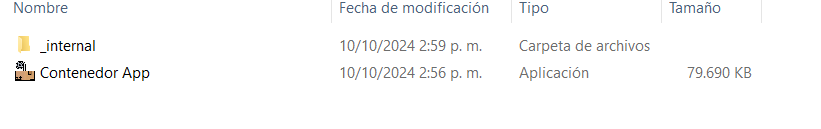 Nombre Fecha de modificación Tipo Tamaño
_internal 10/10/2024 2:59 p. m. Carpeta de archivos
Contenedor App 10/10/2024 2:56 p. m. Aplicación 79.690 KB